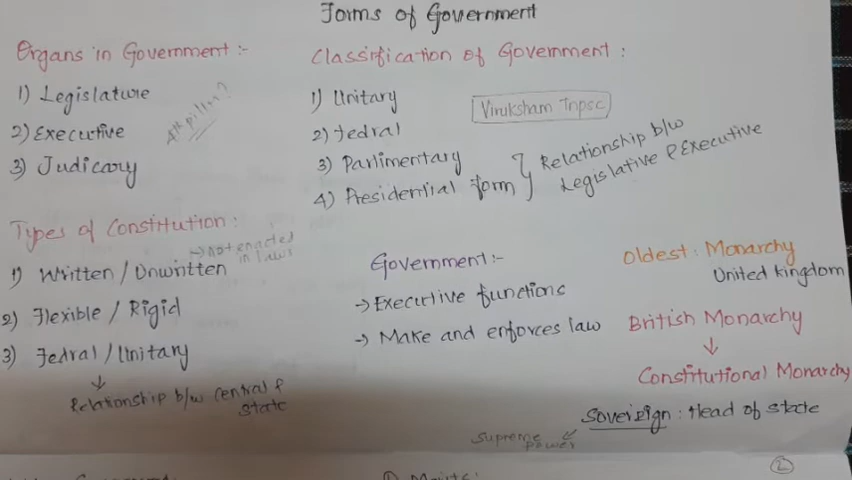 Forms of Government
Organs in Government :-
1) Legislature
2) Executive
3) Judicary
4th pillar?
Classification of Government :
1) Unitary
2) Fedral
3) Parlimentary
4) Presidential form
Relationship b/w
Legislative & Executive
Viruksham Tnpsc
Types of Constitution :
1) Written / Unwritten
→ not enacted
in laws
2) Flexible / Rigid
3) Fedral / Unitary
↓
Relationship b/w Central &
State
Government :-
→ Executive functions
→ Make and enforces law
Oldest : Monarchy
United kingdom
British Monarchy
↓
Constitutional Monarchy
Sovereign : Head of state
Supreme
power
2